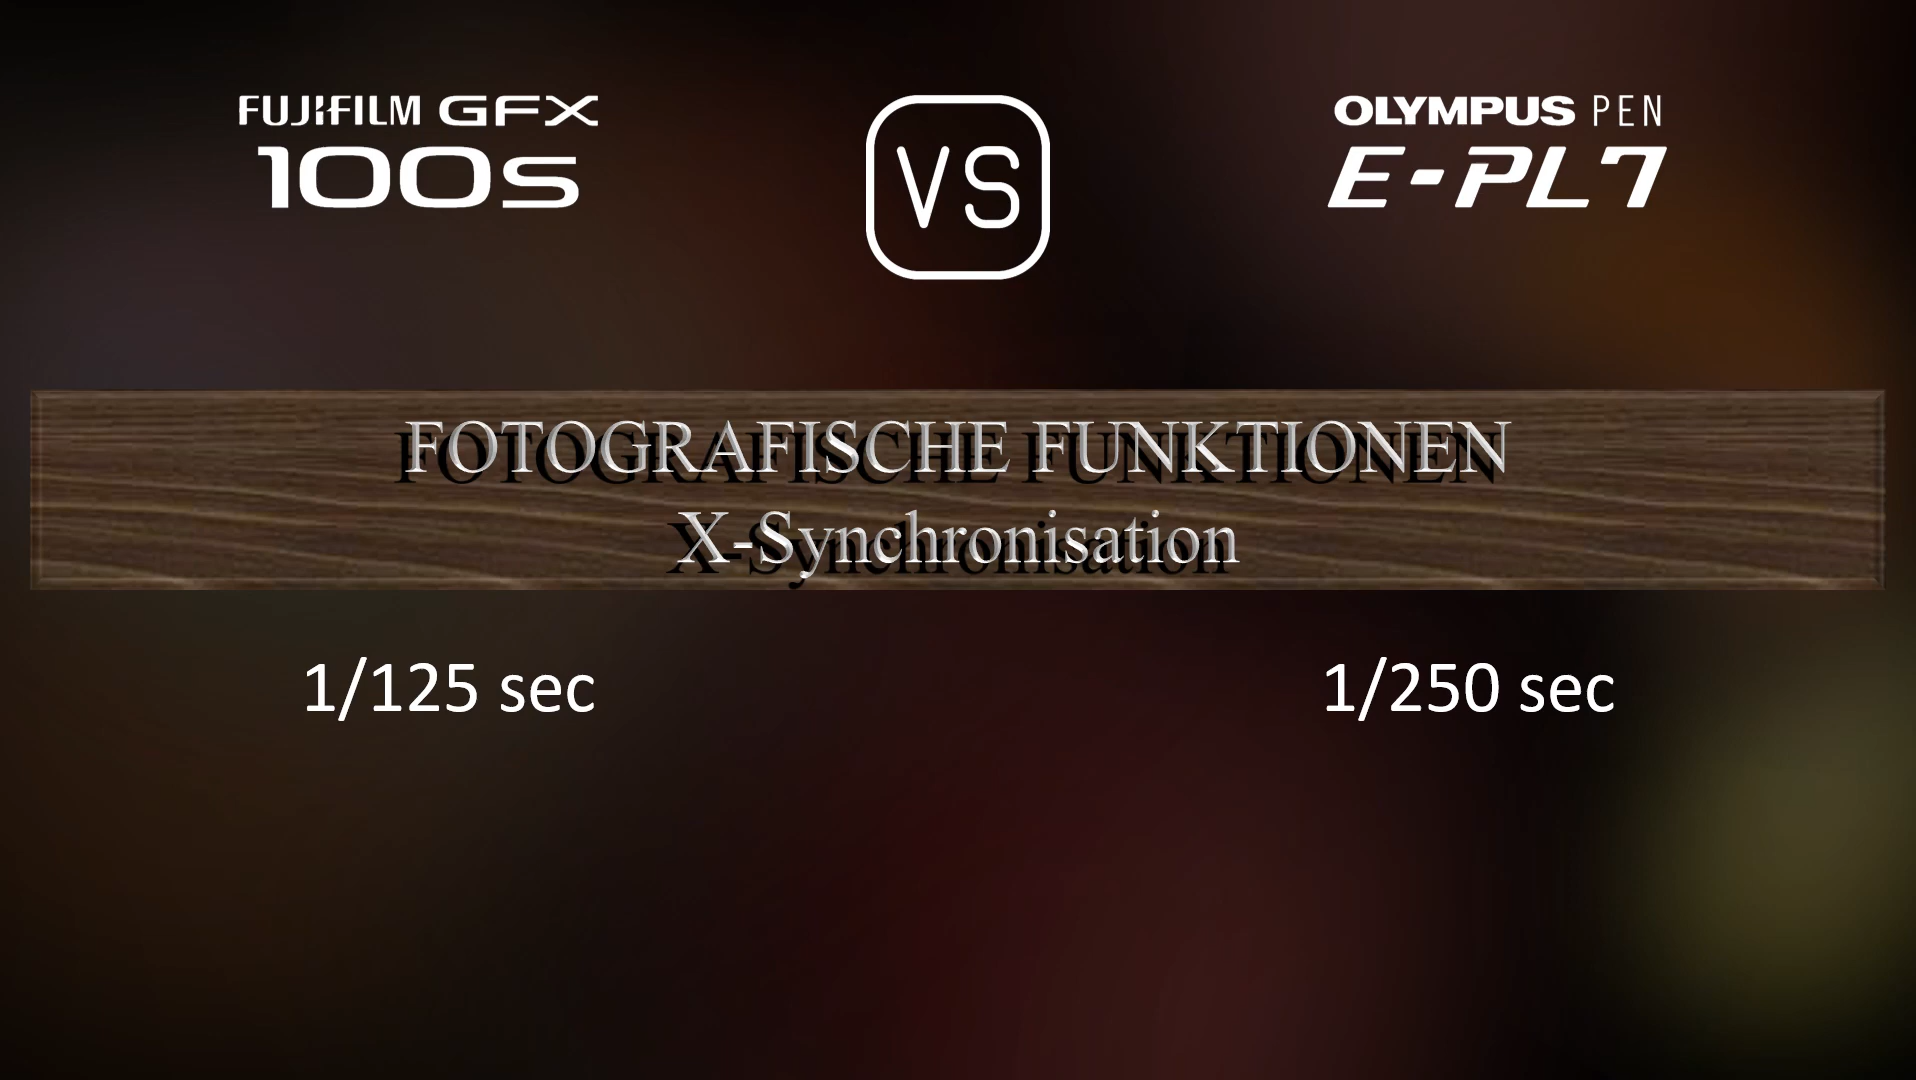 FUJIFILM GFX
100S
VS
OLYMPUS PEN
E-PL7
FOTOGRAFISCHE FUNKTIONEN
X-Synchronisation
1/125 sec
1/250 sec